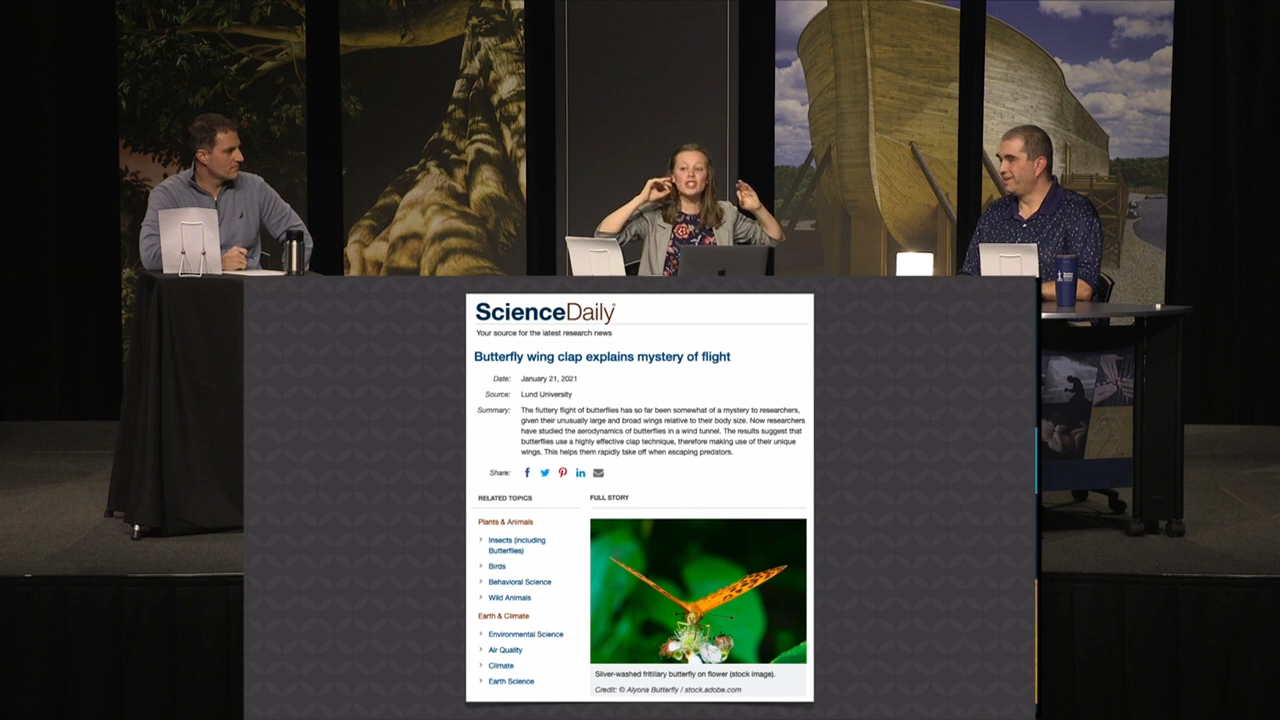 ScienceDaily
Your source for the latest research news
Butterfly wing clap explains mystery of flight
Date: January 21, 2021
Source: Lund University
Summary: The fluttery flight of butterflies has so far been somewhat of a mystery to researchers,
given their unusually large and broad wings relative to their body size. Now researchers
have studied the aerodynamics of butterflies in a wind tunnel. The results suggest that
butterflies use a highly effective clap technique, therefore making use of their unique
wings. This helps them rapidly take off when escaping predators.
Share:
RELATED TOPICS
Plants & Animals
Insects (including
Butterflies)
Birds
Behavioral Science
Wild Animals
Earth & Climate
Environmental Science
Air Quality
Climate
Earth Science
FULL STORY
Silver-washed fritillary butterfly on flower (stock image).
Credit: © Alyona Butterfly / stock.adobe.com